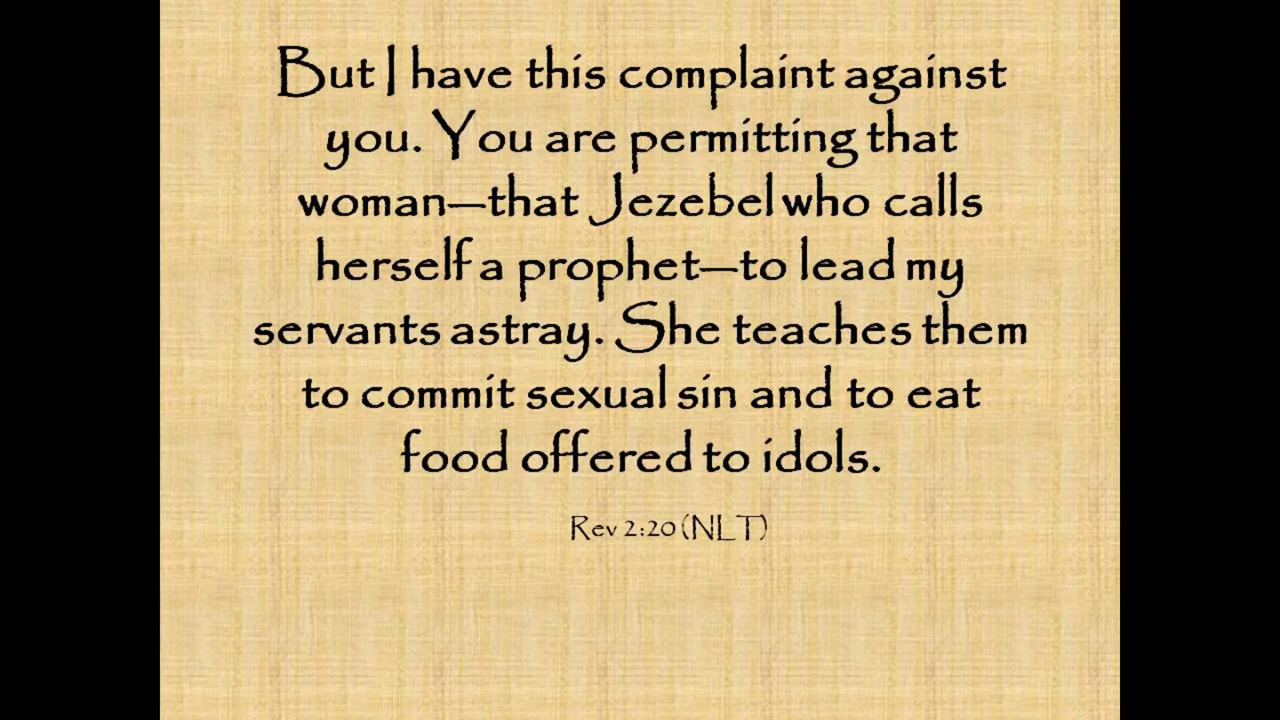 But I have this complaint against
you. You are permitting that
woman—that Jezebel who calls
herself a prophet—to lead my
servants astray. She teaches them
to commit sexual sin and to eat
food offered to idols.
Rev 2:20 (NLT)